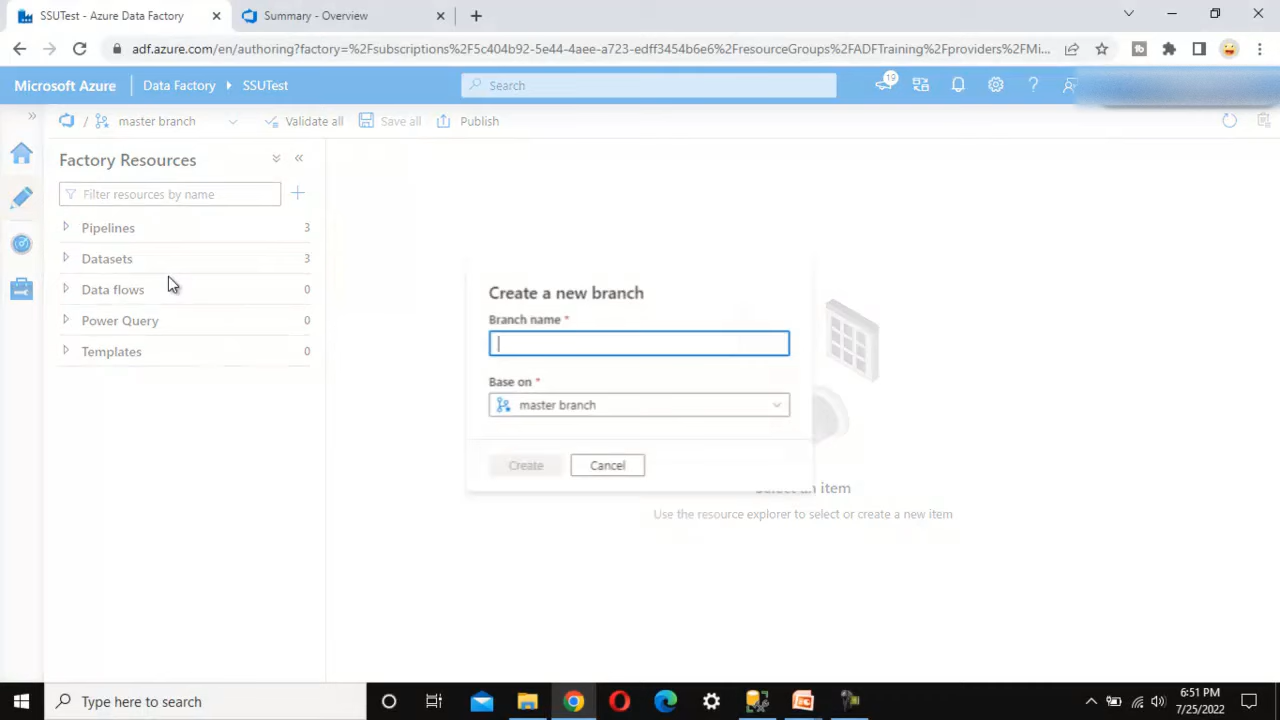 SSUTest - Azure Data Factory
Summary - Overview
adf.azure.com/en/authoring?factory=%2Fsubscriptions%2F5c404b92-5e44-4aee-a723-edff3454b6e6%2FresourceGroups%2FADFTraining%2Fproviders%2FMi...
Microsoft Azure
Data Factory
SSUTest
Search
19
/ master branch
Validate all
Save all
Publish
Factory Resources
Filter resources by name
Pipelines 3
Datasets 3
Data flows 0
Power Query 0
Templates 0
Create a new branch
Branch name *
Base on *
master branch
Create
Cancel
Select an item
Use the resource explorer to select or create a new item
Type here to search
6:51 PM
7/25/2022